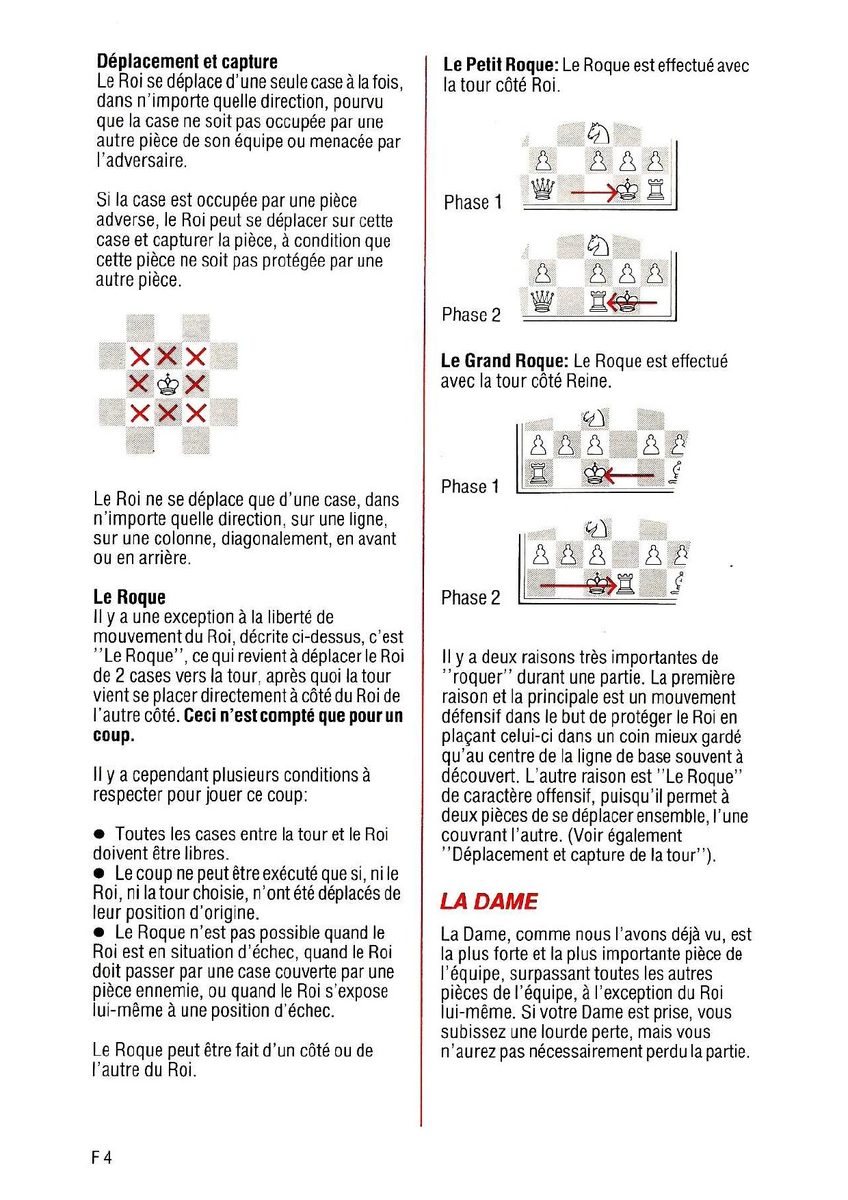 Déplacement et capture
Le Roi se déplace d'une seule case à la fois,
dans n'importe quelle direction, pourvu
que la case ne soit pas occupée par une
autre pièce de son équipe ou menacée par
l'adversaire.
Si la case est occupée par une pièce
adverse, le Roi peut se déplacer sur cette
case et capturer la pièce, à condition que
cette pièce ne soit pas protégée par une
autre pièce.
Le Roi ne se déplace que d'une case, dans
n'importe quelle direction, sur une ligne,
sur une colonne, diagonalement, en avant
ou en arrière.
Le Roque
Il y a une exception à la liberté de
mouvement du Roi, décrite ci-dessus, c'est
''Le Roque'', ce qui revient à déplacer le Roi
de 2 cases vers la tour, après quoi la tour
vient se placer directement à côté du Roi de
l'autre côté. Ceci n'est compté que pour un
coup.
Il y a cependant plusieurs conditions à
respecter pour jouer ce coup:
● Toutes les cases entre la tour et le Roi
doivent être libres.
● Le coup ne peut être exécuté que si, ni le
Roi, ni la tour choisie, n'ont été déplacés de
leur position d'origine.
● Le Roque n'est pas possible quand le
Roi est en situation d'échec, quand le Roi
doit passer par une case couverte par une
pièce ennemie, ou quand le Roi s'expose
lui-même à une position d'échec.
Le Roque peut être fait d'un côté ou de
l'autre du Roi.
F 4
Le Petit Roque: Le Roque est effectué avec
la tour côté Roi.
Phase 1
Phase 2
Le Grand Roque: Le Roque est effectué
avec la tour côté Reine.
Phase 1
Phase 2
Il y a deux raisons très importantes de
''roquer'' durant une partie. La première
raison et la principale est un mouvement
défensif dans le but de protéger le Roi en
plaçant celui-ci dans un coin mieux gardé
qu'au centre de la ligne de base souvent à
découvert. L'autre raison est ''Le Roque''
de caractère offensif, puisqu'il permet à
deux pièces de se déplacer ensemble, l'une
couvrant l'autre. (Voir également
''Déplacement et capture de la tour'').
LA DAME
La Dame, comme nous l'avons déjà vu, est
la plus forte et la plus importante pièce de
l'équipe, surpassant toutes les autres
pièces de l'équipe, à l'exception du Roi
lui-même. Si votre Dame est prise, vous
subissez une lourde perte, mais vous
n'aurez pas nécessairement perdu la partie.